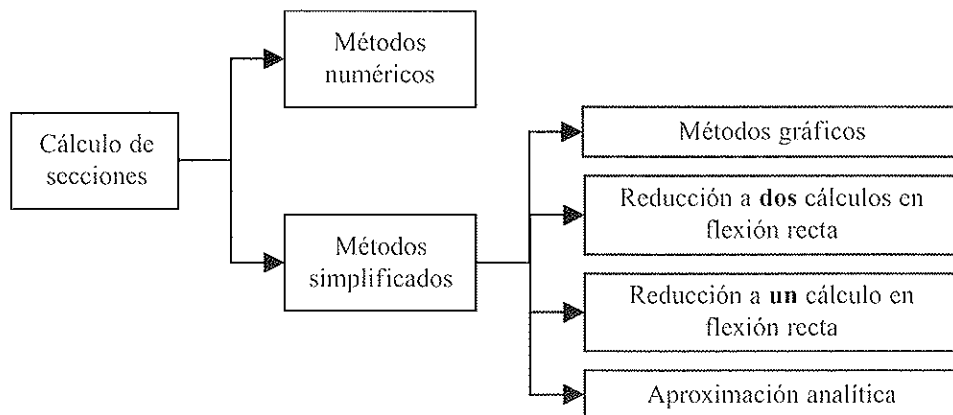 Métodos
numéricos
Cálculo de
secciones
Métodos
simplificados
Métodos gráficos
Reducción a dos cálculos en
flexión recta
Reducción a un cálculo en
flexión recta
Aproximación analítica